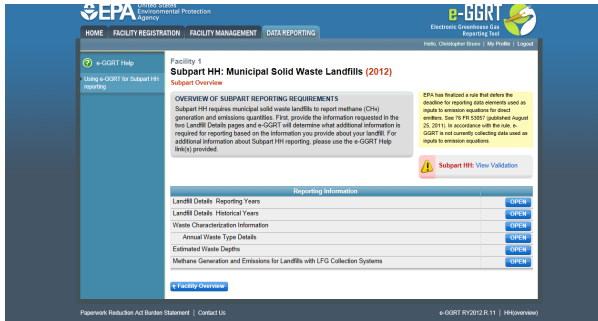 United States
EPA Environmental Protection
Agency
e-GGRT
Electronic Greenhouse Gas
Reporting Tool
HOME FACILITY REGISTRATION FACILITY MANAGEMENT DATA REPORTING
Hello, Christopher Bruno | My Profile | Logout
e-GGRT Help
Using e-GGRT for Subpart HH
reporting
Facility 1
Subpart HH: Municipal Solid Waste Landfills (2012)
Subpart Overview
OVERVIEW OF SUBPART REPORTING REQUIREMENTS
Subpart HH requires municipal solid waste landfills to report methane (CH4)
generation and emissions quantities. First, provide the information requested in the
two Landfill Details pages and e-GGRT will determine what additional information is
required for reporting based on the information you provide about your landfill. For
additional information about Subpart HH reporting, please use the e-GGRT Help
link(s) provided.
EPA has finalized a rule that defers the
deadline for reporting data elements used as
inputs to emission equations for direct
emitters. See 76 FR 53057 (published August
25, 2011). In accordance with the rule, e-
GGRT is not currently collecting data used as
inputs to emission equations.
Subpart HH: View Validation
Reporting Information
Landfill Details Reporting Years OPEN
Landfill Details Historical Years OPEN
Waste Characterization Information OPEN
Annual Waste Type Details OPEN
Estimated Waste Depths OPEN
Methane Generation and Emissions for Landfills with LFG Collection Systems OPEN
Facility Overview
Paperwork Reduction Act Burden Statement | Contact Us
e-GGRT RY2012.R.11 | HH(overview)